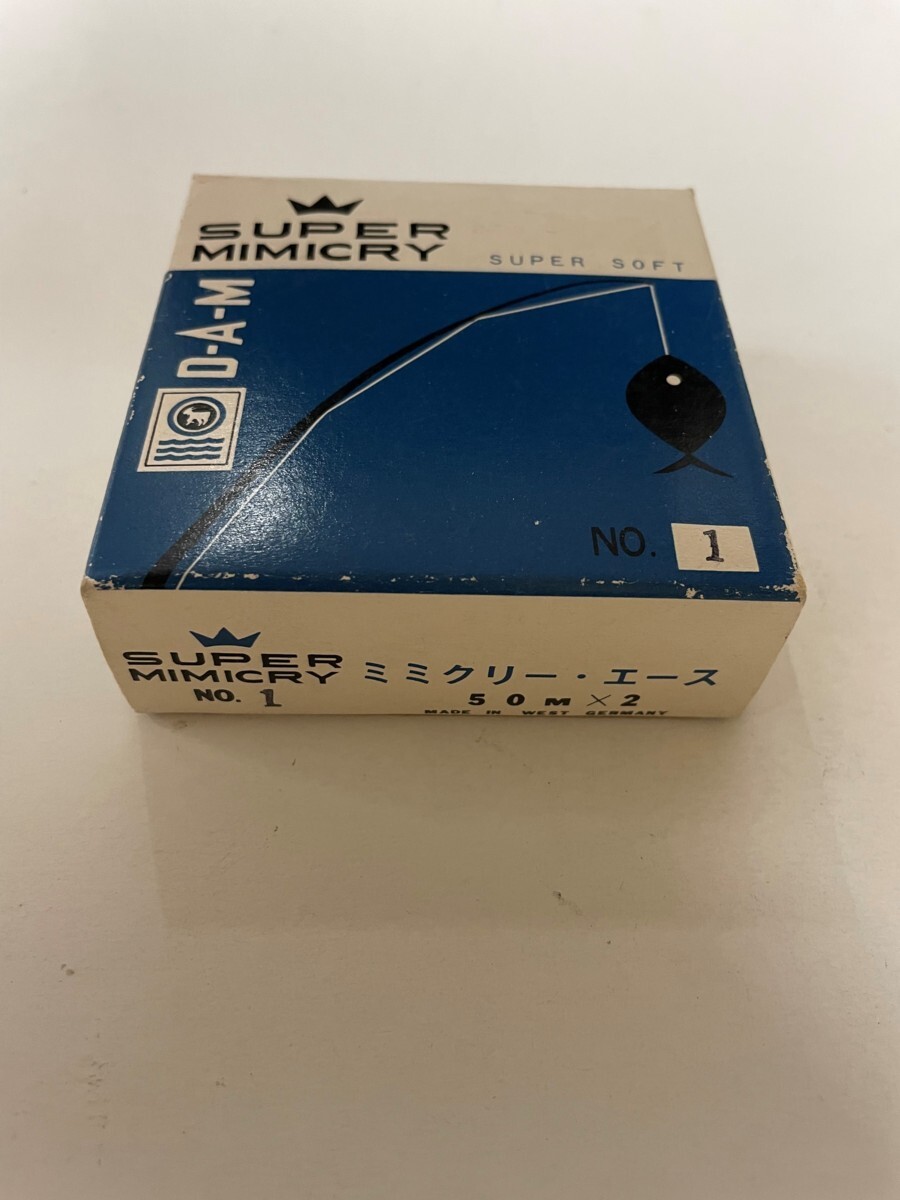 SUPER
MIMICRY
SUPER SOFT
D-A-M
NO. 1
SUPER
MIMICRY ミミクリー・エース
NO. 1 50M×2
MADE IN WEST GERMANY